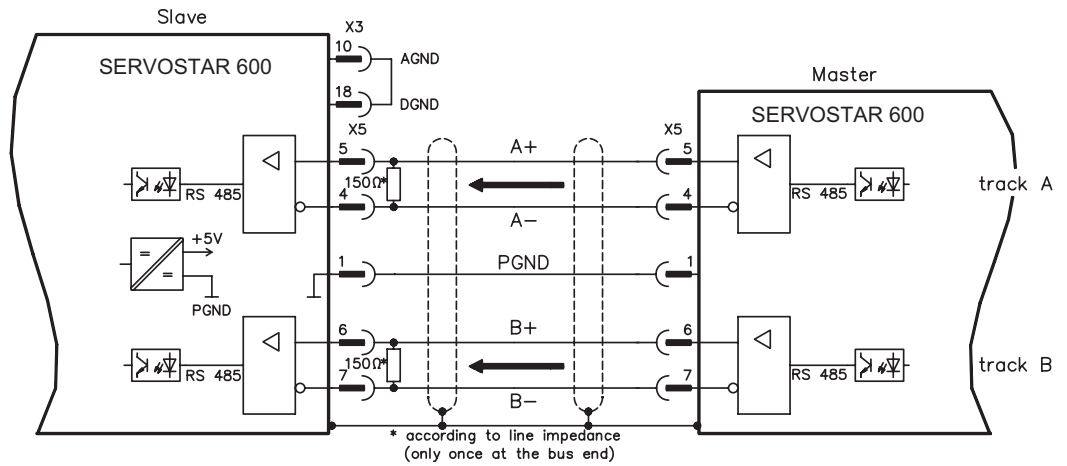 Slave
X3
10
AGND
SERVOSTAR 600
Master
18
DGND
SERVOSTAR 600
X5
X5
5
A+
5
150Ω*
RS 485
RS 485
track A
4
A-
4
+5V
=
=
1
PGND
1
PGND
6
B+
6
150Ω*
RS 485
RS 485
track B
7
B-
7
* according to line impedance
(only once at the bus end)